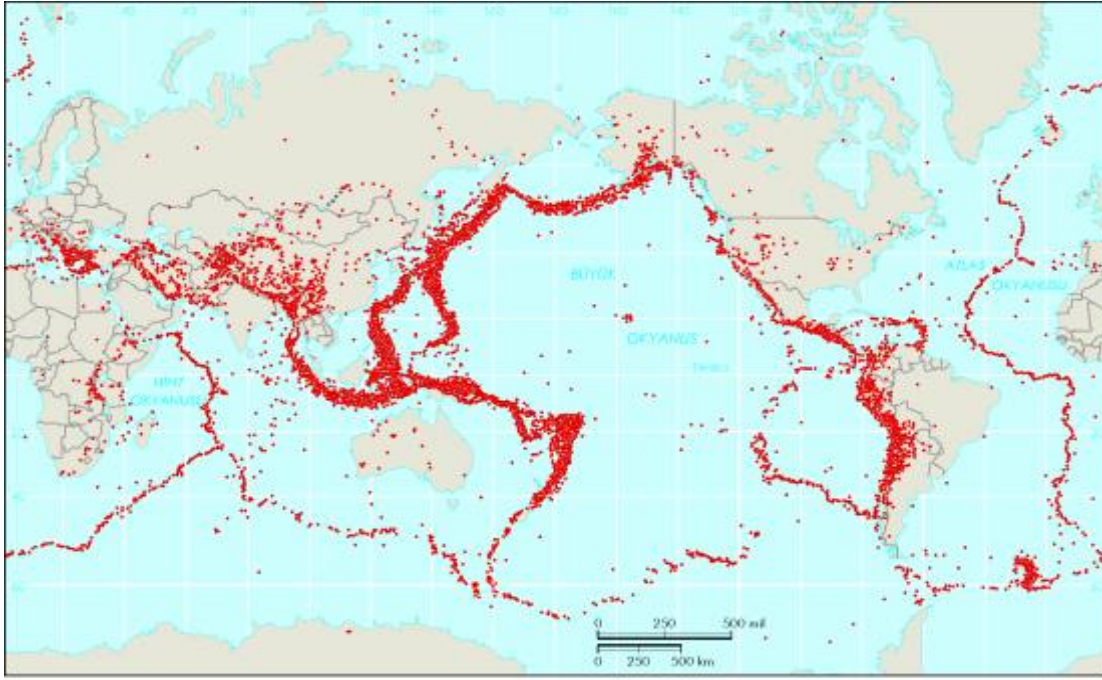 BÜYÜK
OKYANUS
ATLAS
OKYANUSU
HİNT
OKYANUSU
0 250 500 mil
0 250 500 km